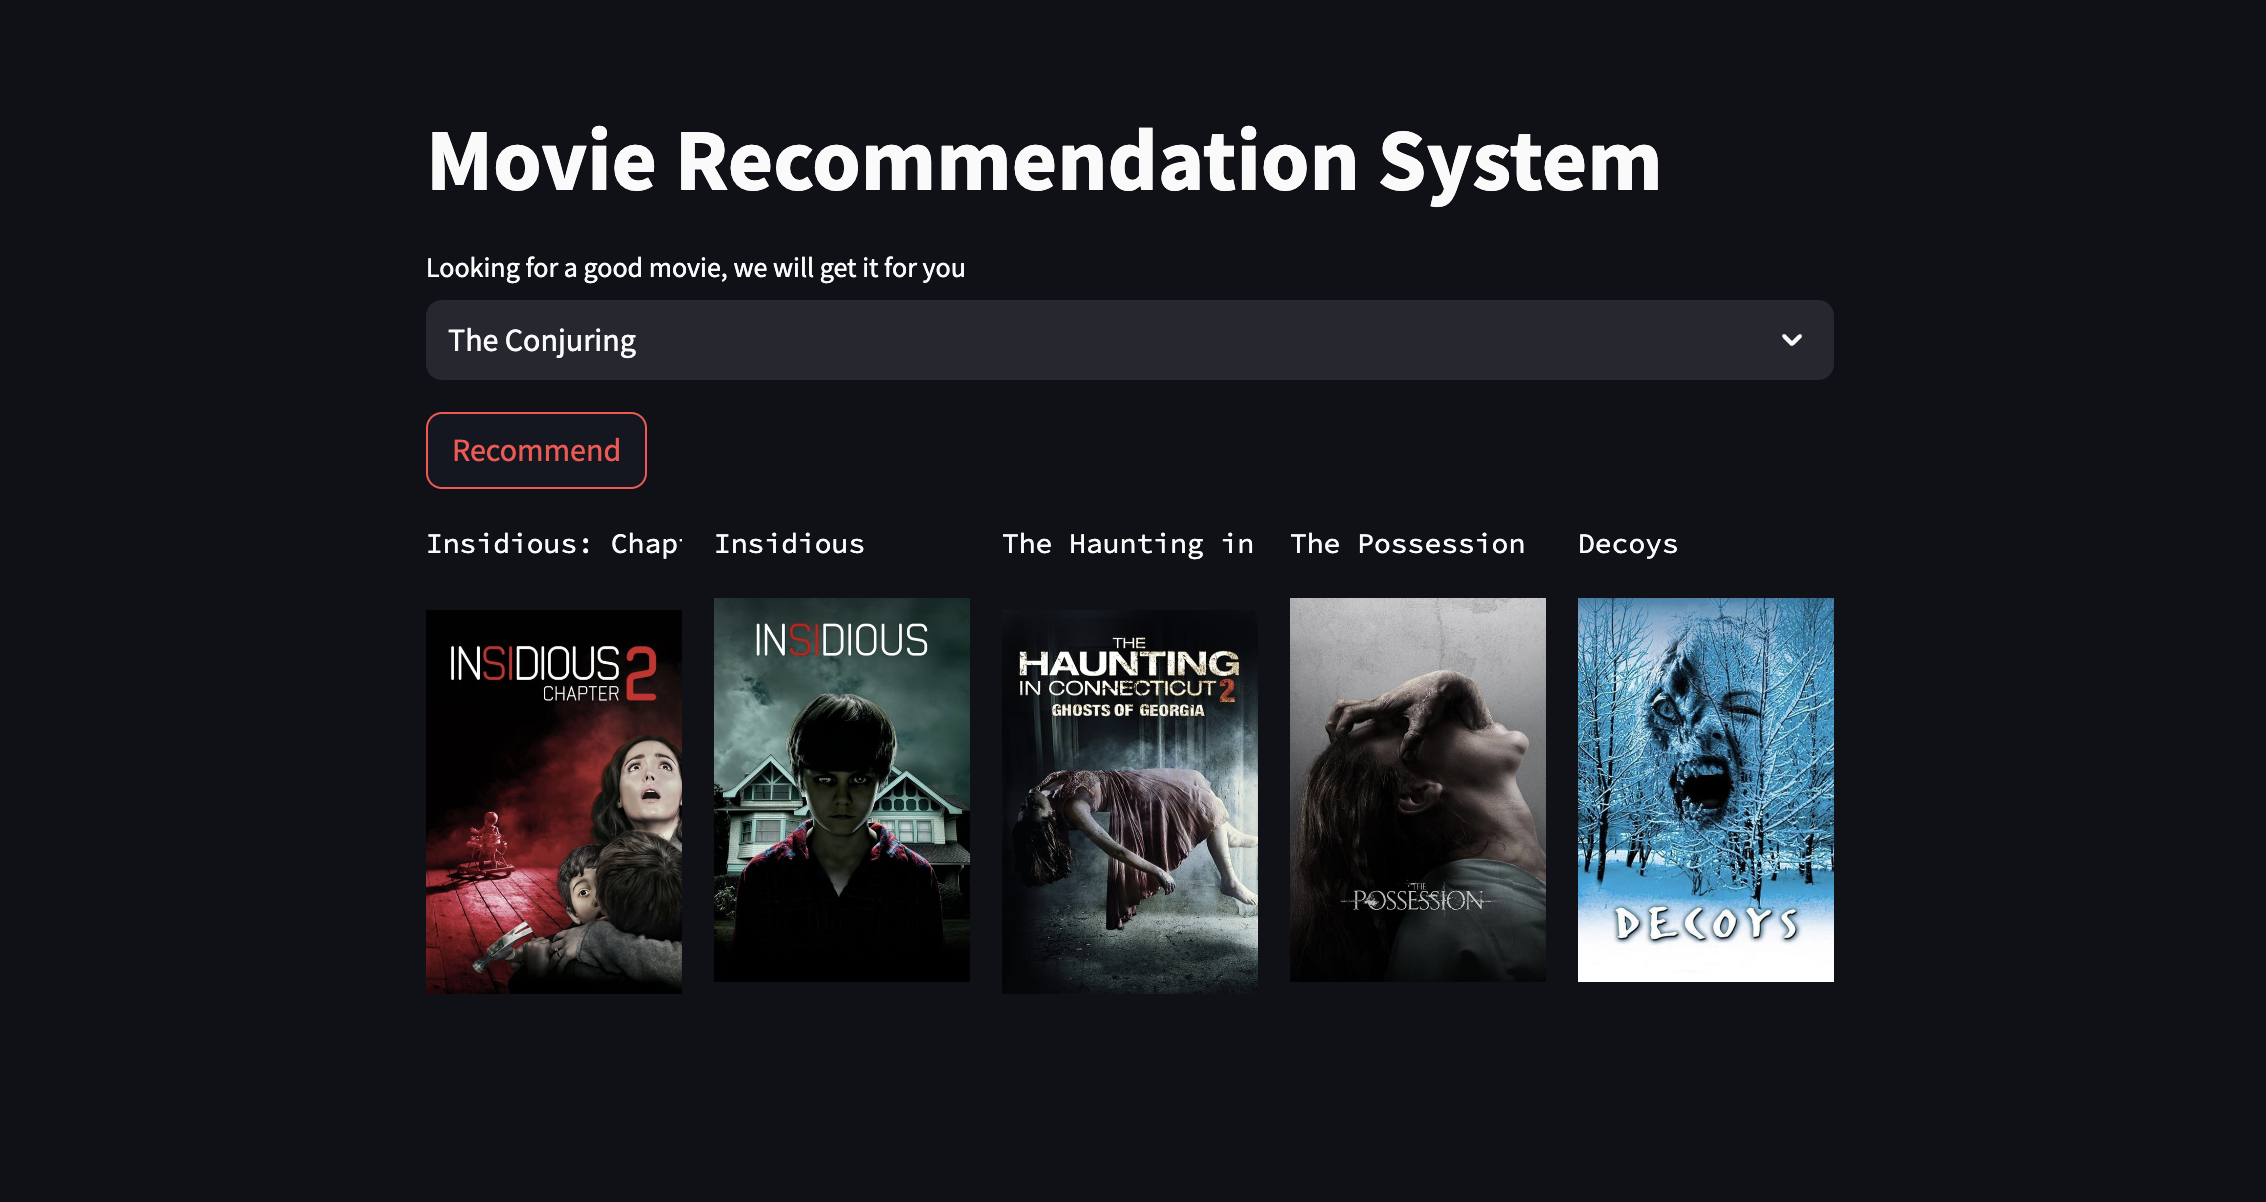 Movie Recommendation System
Looking for a good movie, we will get it for you
The Conjuring
Recommend
Insidious: Chap
Insidious
The Haunting in
The Possession
Decoys
INSIDIOUS 2
CHAPTER
INSIDIOUS
THE
HAUNTING
IN CONNECTICUT 2
GHOSTS OF GEORGIA
THE
POSSESSION
DECOYS